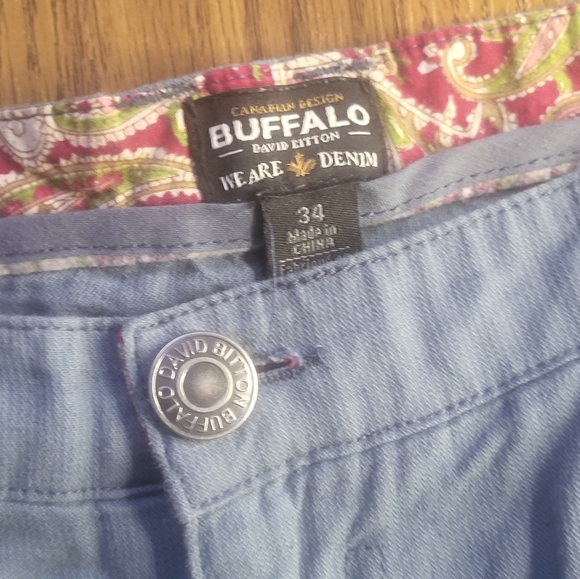 CANADIAN DESIGN
BUFFALO
DAVID BITTON
WE ARE DENIM
34
Made in
CHINA
DAVID BITTON BUFFALO